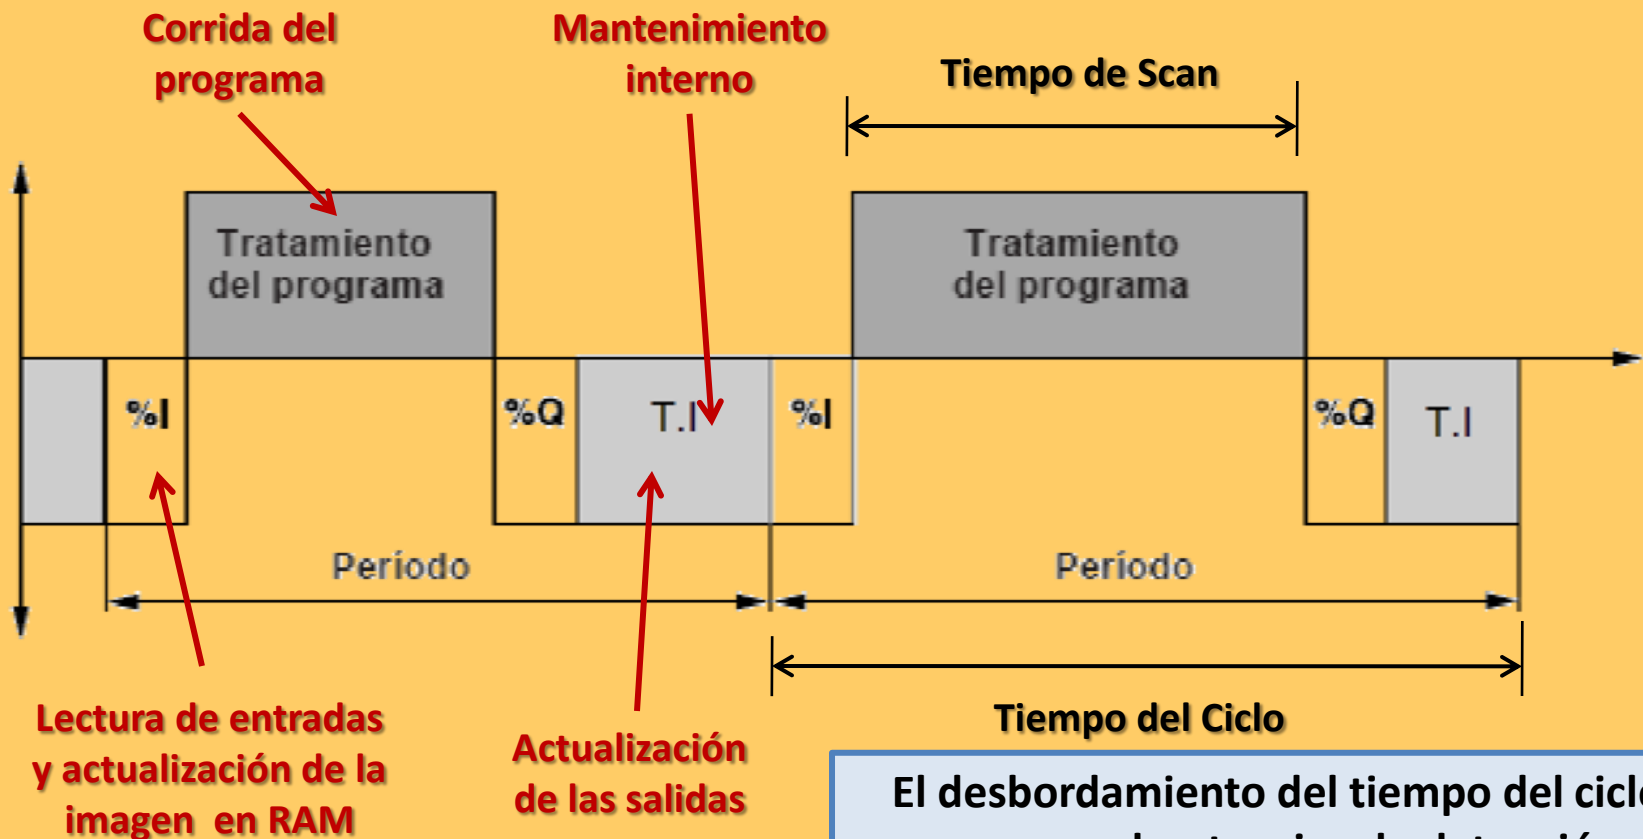 Corrida del
programa
Mantenimiento
interno
Tiempo de Scan
Tratamiento
del programa
Tratamiento
del programa
%I
%Q
T.I
%I
%Q
T.I
Período
Período
Tiempo del Ciclo
Lectura de entradas
y actualización de la
imagen en RAM
Actualización
de las salidas
El desbordamiento del tiempo del ciclo